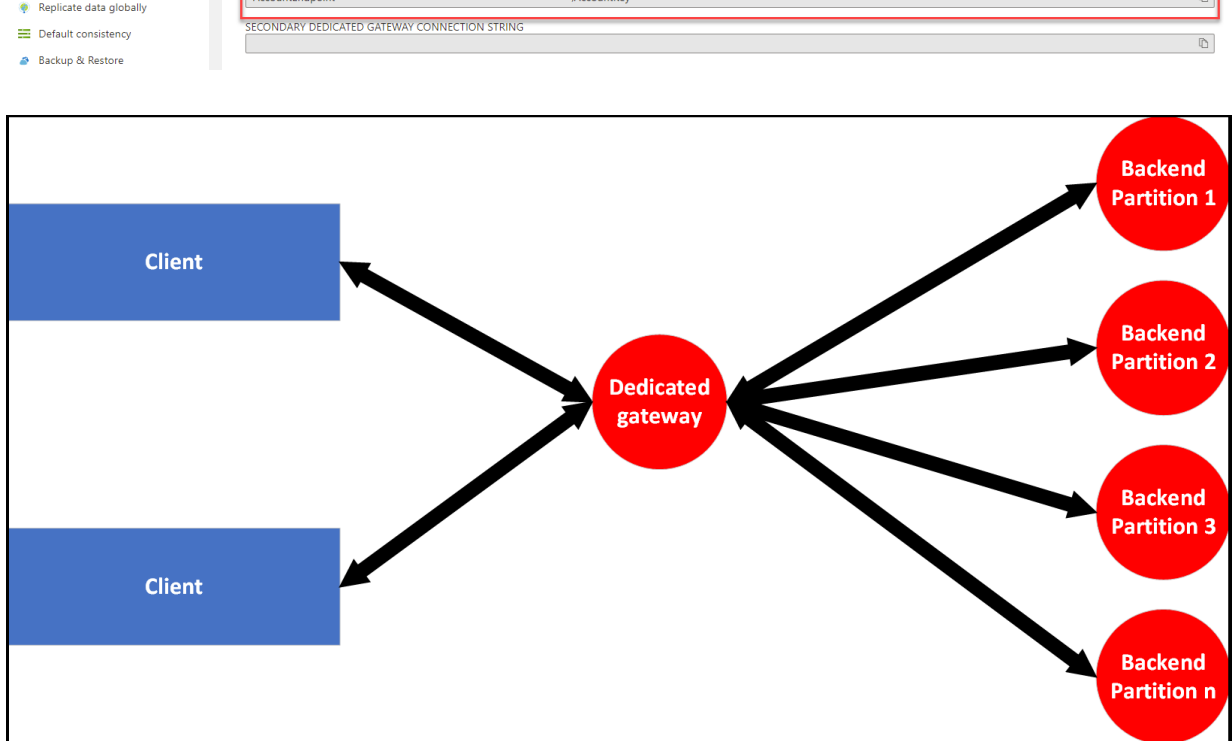 Replicate data globally
Default consistency
Backup & Restore
SECONDARY DEDICATED GATEWAY CONNECTION STRING
Client
Client
Dedicated
gateway
Backend
Partition 1
Backend
Partition 2
Backend
Partition 3
Backend
Partition n